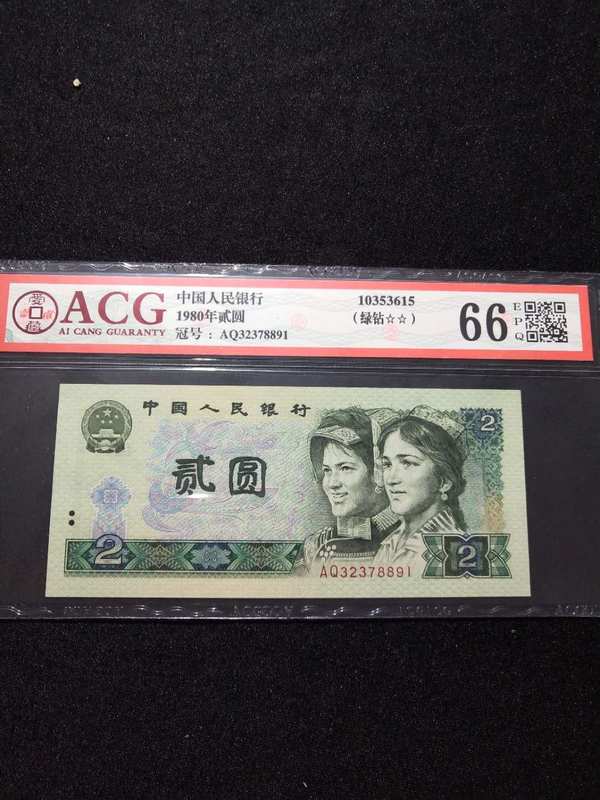 ACG
AI CANG GUARANTY
中国人民银行
1980年贰圆
冠号：AQ32378891
10353615
（绿钻☆☆）
66
EPQ
中国人民银行
2
贰圆
2
2
AQ32378891